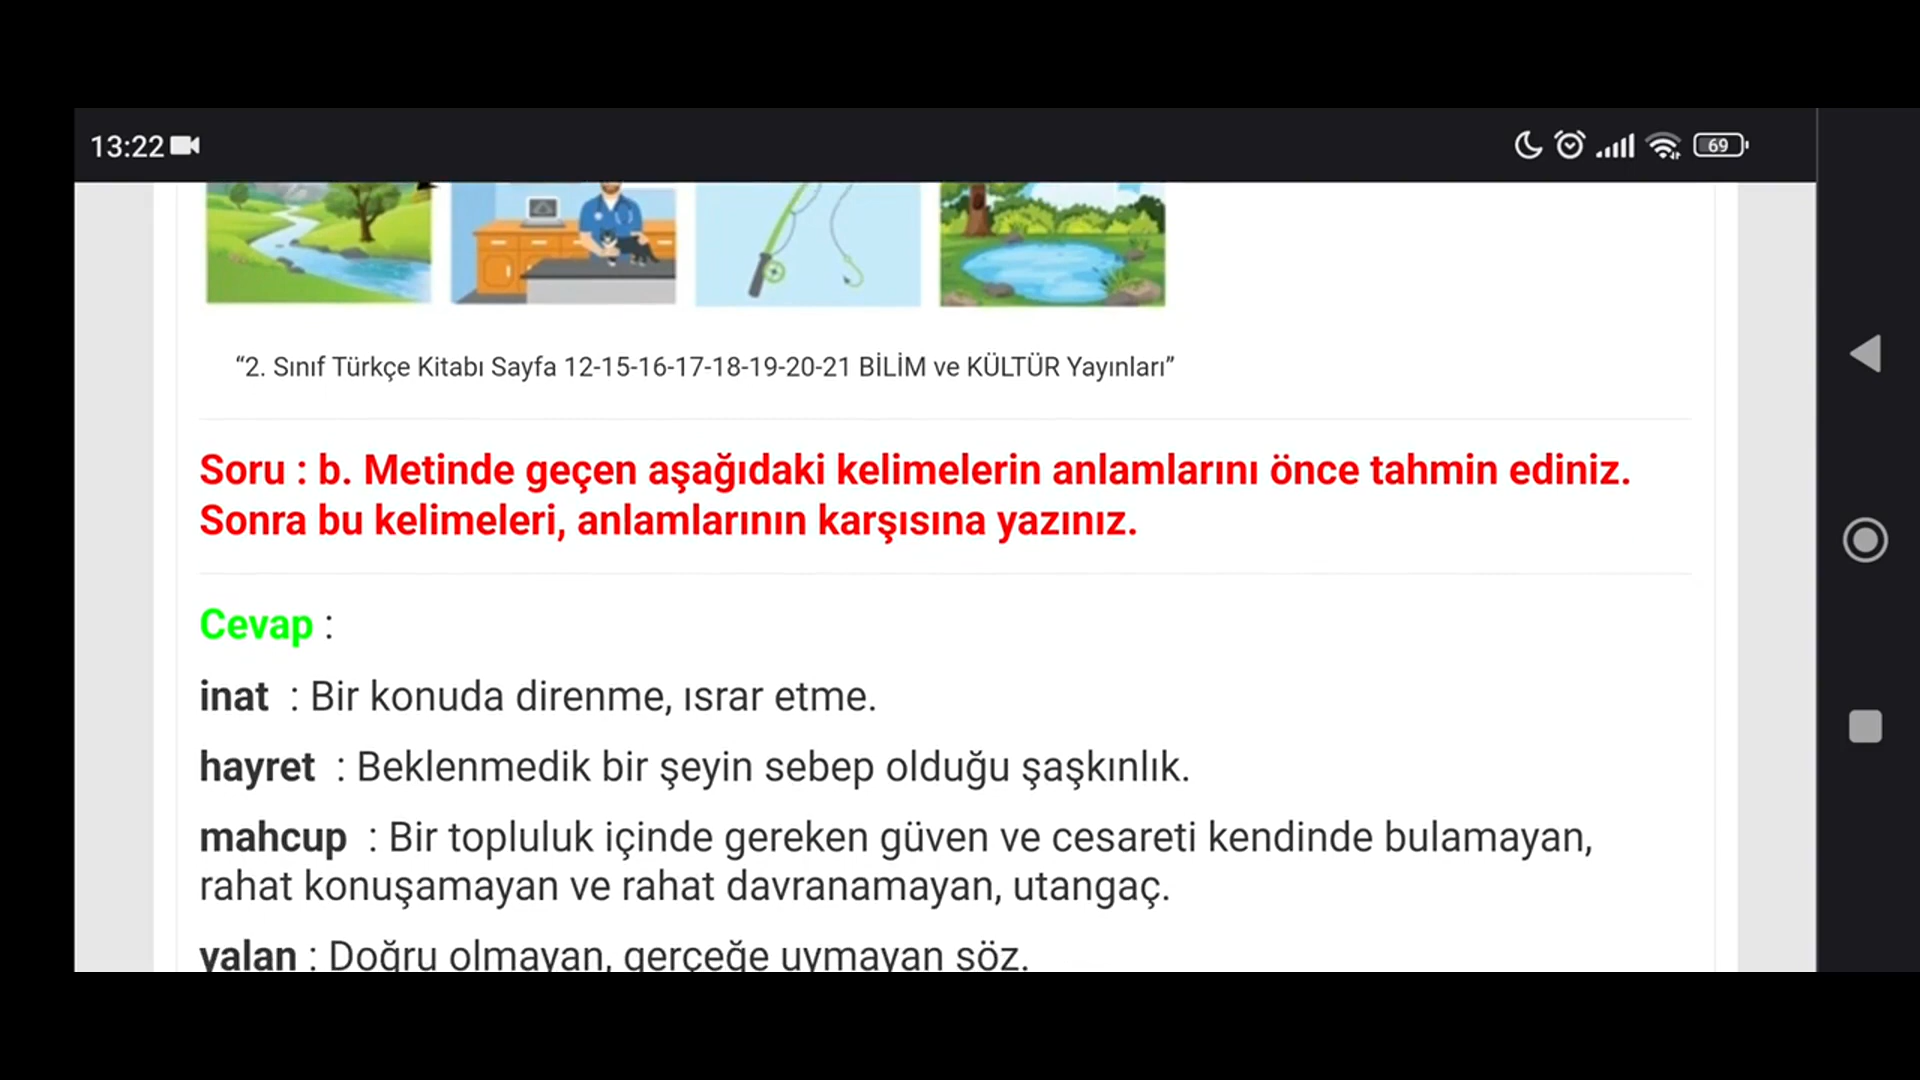 13:22
69
“2. Sınıf Türkçe Kitabı Sayfa 12-15-16-17-18-19-20-21 BİLİM ve KÜLTÜR Yayınları”
Soru : b. Metinde geçen aşağıdaki kelimelerin anlamlarını önce tahmin ediniz.
Sonra bu kelimeleri, anlamlarının karşısına yazınız.
Cevap :
inat : Bir konuda direnme, ısrar etme.
hayret : Beklenmedik bir şeyin sebep olduğu şaşkınlık.
mahcup : Bir topluluk içinde gereken güven ve cesareti kendinde bulamayan,
rahat konuşamayan ve rahat davranamayan, utangaç.
yalan : Doğru olmayan, gerçeğe uymayan söz.